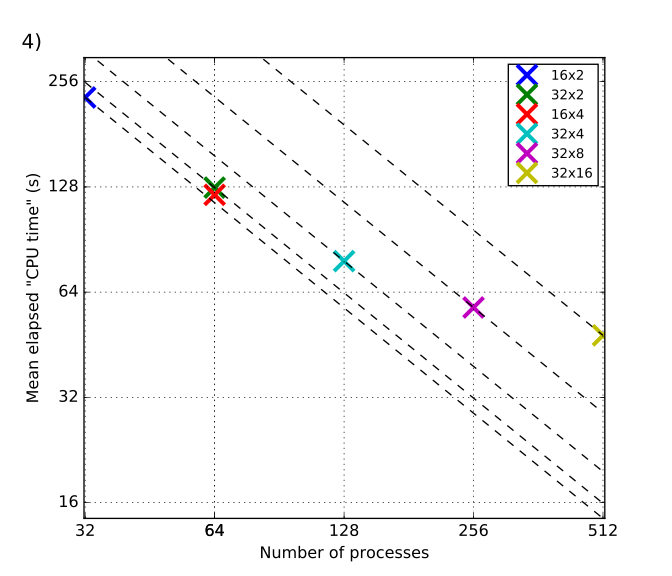 4)
Mean elapsed "CPU time" (s)
256
128
64
32
16
32 64 128 256 512
Number of processes
16x2
32x2
16x4
32x4
32x8
32x16